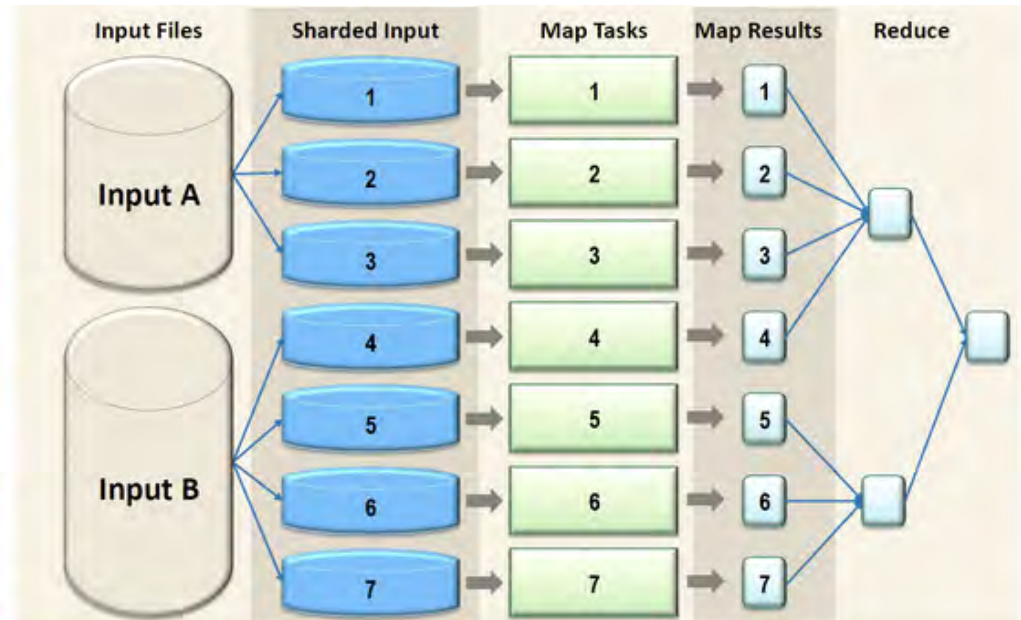 Input Files Sharded Input Map Tasks Map Results Reduce
1 1 1
Input A 2 2 2
3 3 3
4 4 4
5 5 5
Input B 6 6 6
7 7 7